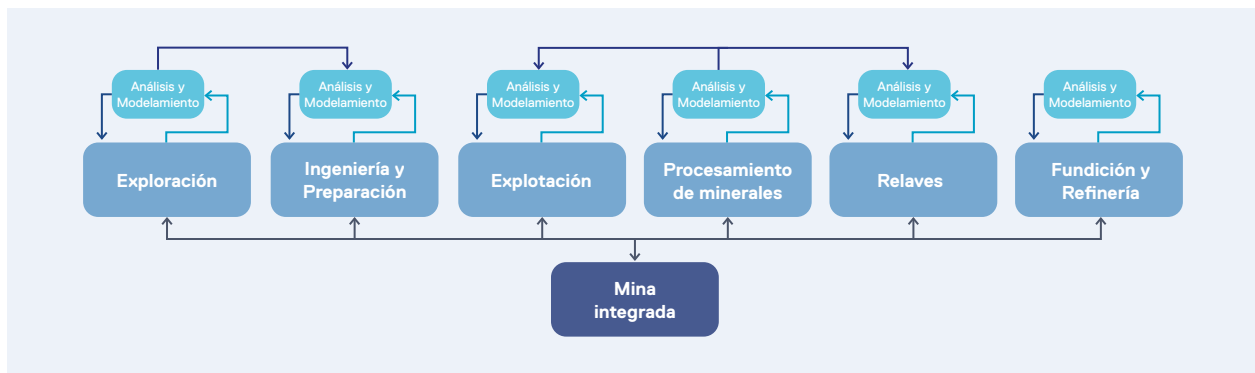 Análisis y
Modelamiento
Análisis y
Modelamiento
Análisis y
Modelamiento
Análisis y
Modelamiento
Análisis y
Modelamiento
Análisis y
Modelamiento
Exploración
Ingeniería y
Preparación
Explotación
Procesamiento
de minerales
Relaves
Fundición y
Refinería
Mina
integrada